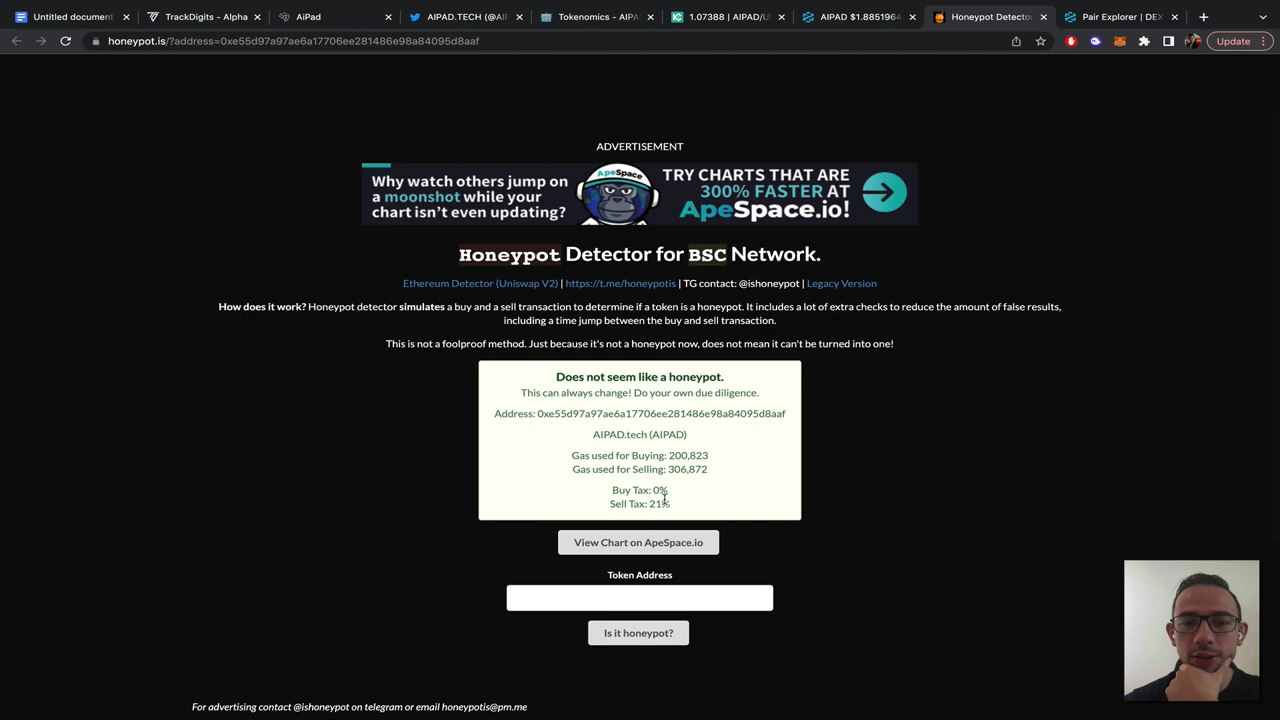 Untitled document
TrackDigits - Alpha
AiPad
AIPAD.TECH (@AIP
Tokenomics - AIPA
1.07388 | AIPAD/U
AIPAD $1.8851964
Honeypot Detector
Pair Explorer | DEX
honeypot.is/?address=0xe55d97a97ae6a17706ee281486e98a84095d8aaf
Update
ADVERTISEMENT
Why watch others jump on
a moonshot while your
chart isn't even updating?
ApeSpace
TRY CHARTS THAT ARE
300% FASTER AT
ApeSpace.io!
Honeypot Detector for BSC Network.
Ethereum Detector (Uniswap V2) | https://t.me/honeypotis | TG contact: @ishoneypot | Legacy Version
How does it work? Honeypot detector simulates a buy and a sell transaction to determine if a token is a honeypot. It includes a lot of extra checks to reduce the amount of false results,
including a time jump between the buy and sell transaction.
This is not a foolproof method. Just because it's not a honeypot now, does not mean it can't be turned into one!
Does not seem like a honeypot.
This can always change! Do your own due diligence.
Address: 0xe55d97a97ae6a17706ee281486e98a84095d8aaf
AIPAD.tech (AIPAD)
Gas used for Buying: 200,823
Gas used for Selling: 306,872
Buy Tax: 0%
Sell Tax: 21%
View Chart on ApeSpace.io
Token Address
Is it honeypot?
For advertising contact @ishoneypot on telegram or email honeypotis@pm.me